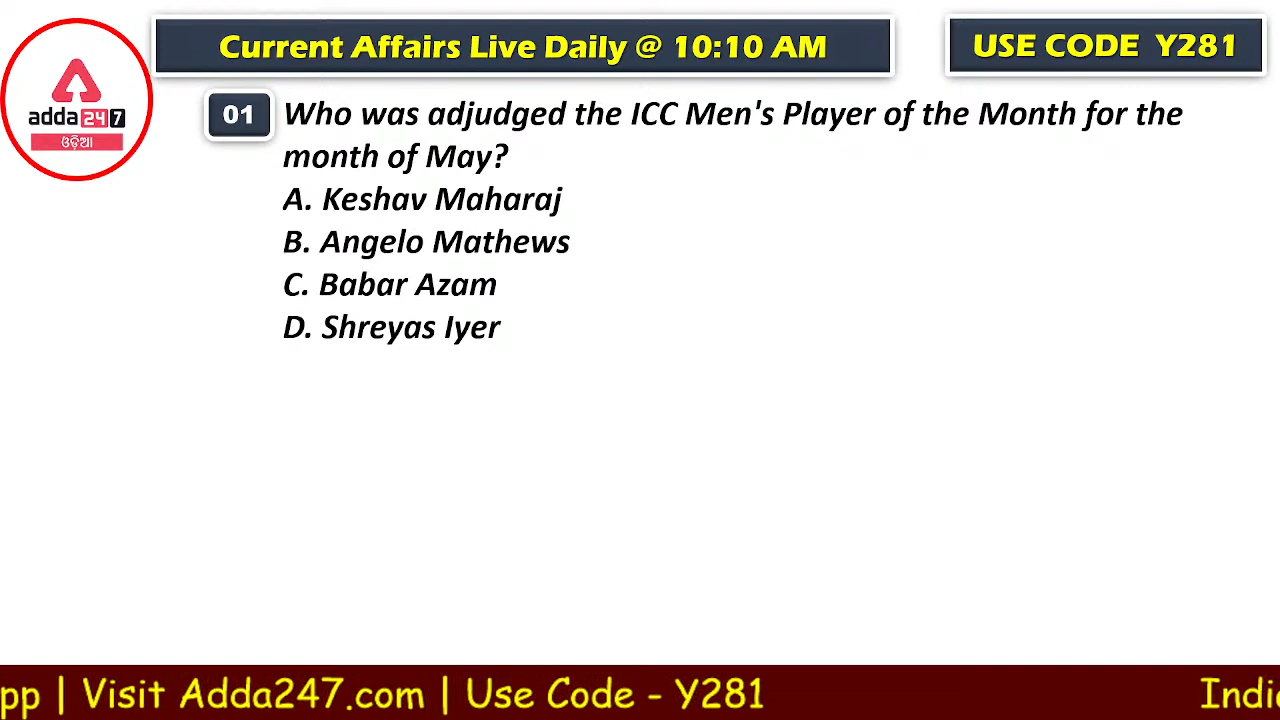 Current Affairs Live Daily @ 10:10 AM
USE CODE Y281
adda247
ଓଡ଼ିଆ
01
Who was adjudged the ICC Men's Player of the Month for the
month of May?
A. Keshav Maharaj
B. Angelo Mathews
C. Babar Azam
D. Shreyas Iyer
pp | Visit Adda247.com | Use Code - Y281
Indi